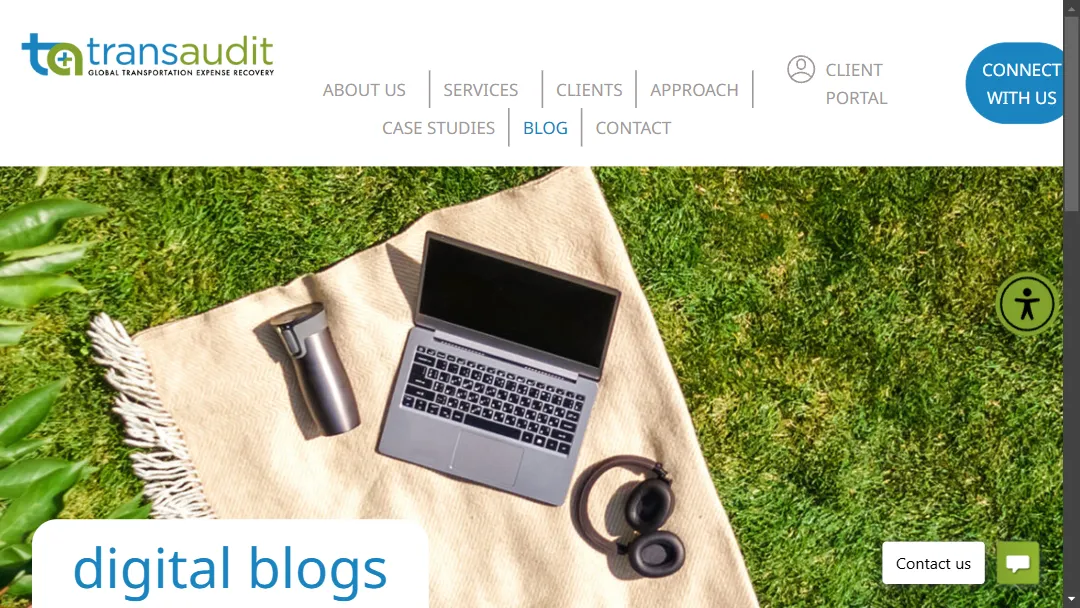 transaudit
GLOBAL TRANSPORTATION EXPENSE RECOVERY
ABOUT US
SERVICES
CLIENTS
APPROACH
CASE STUDIES
BLOG
CONTACT
CLIENT
PORTAL
CONNECT
WITH US
digital blogs
Contact us